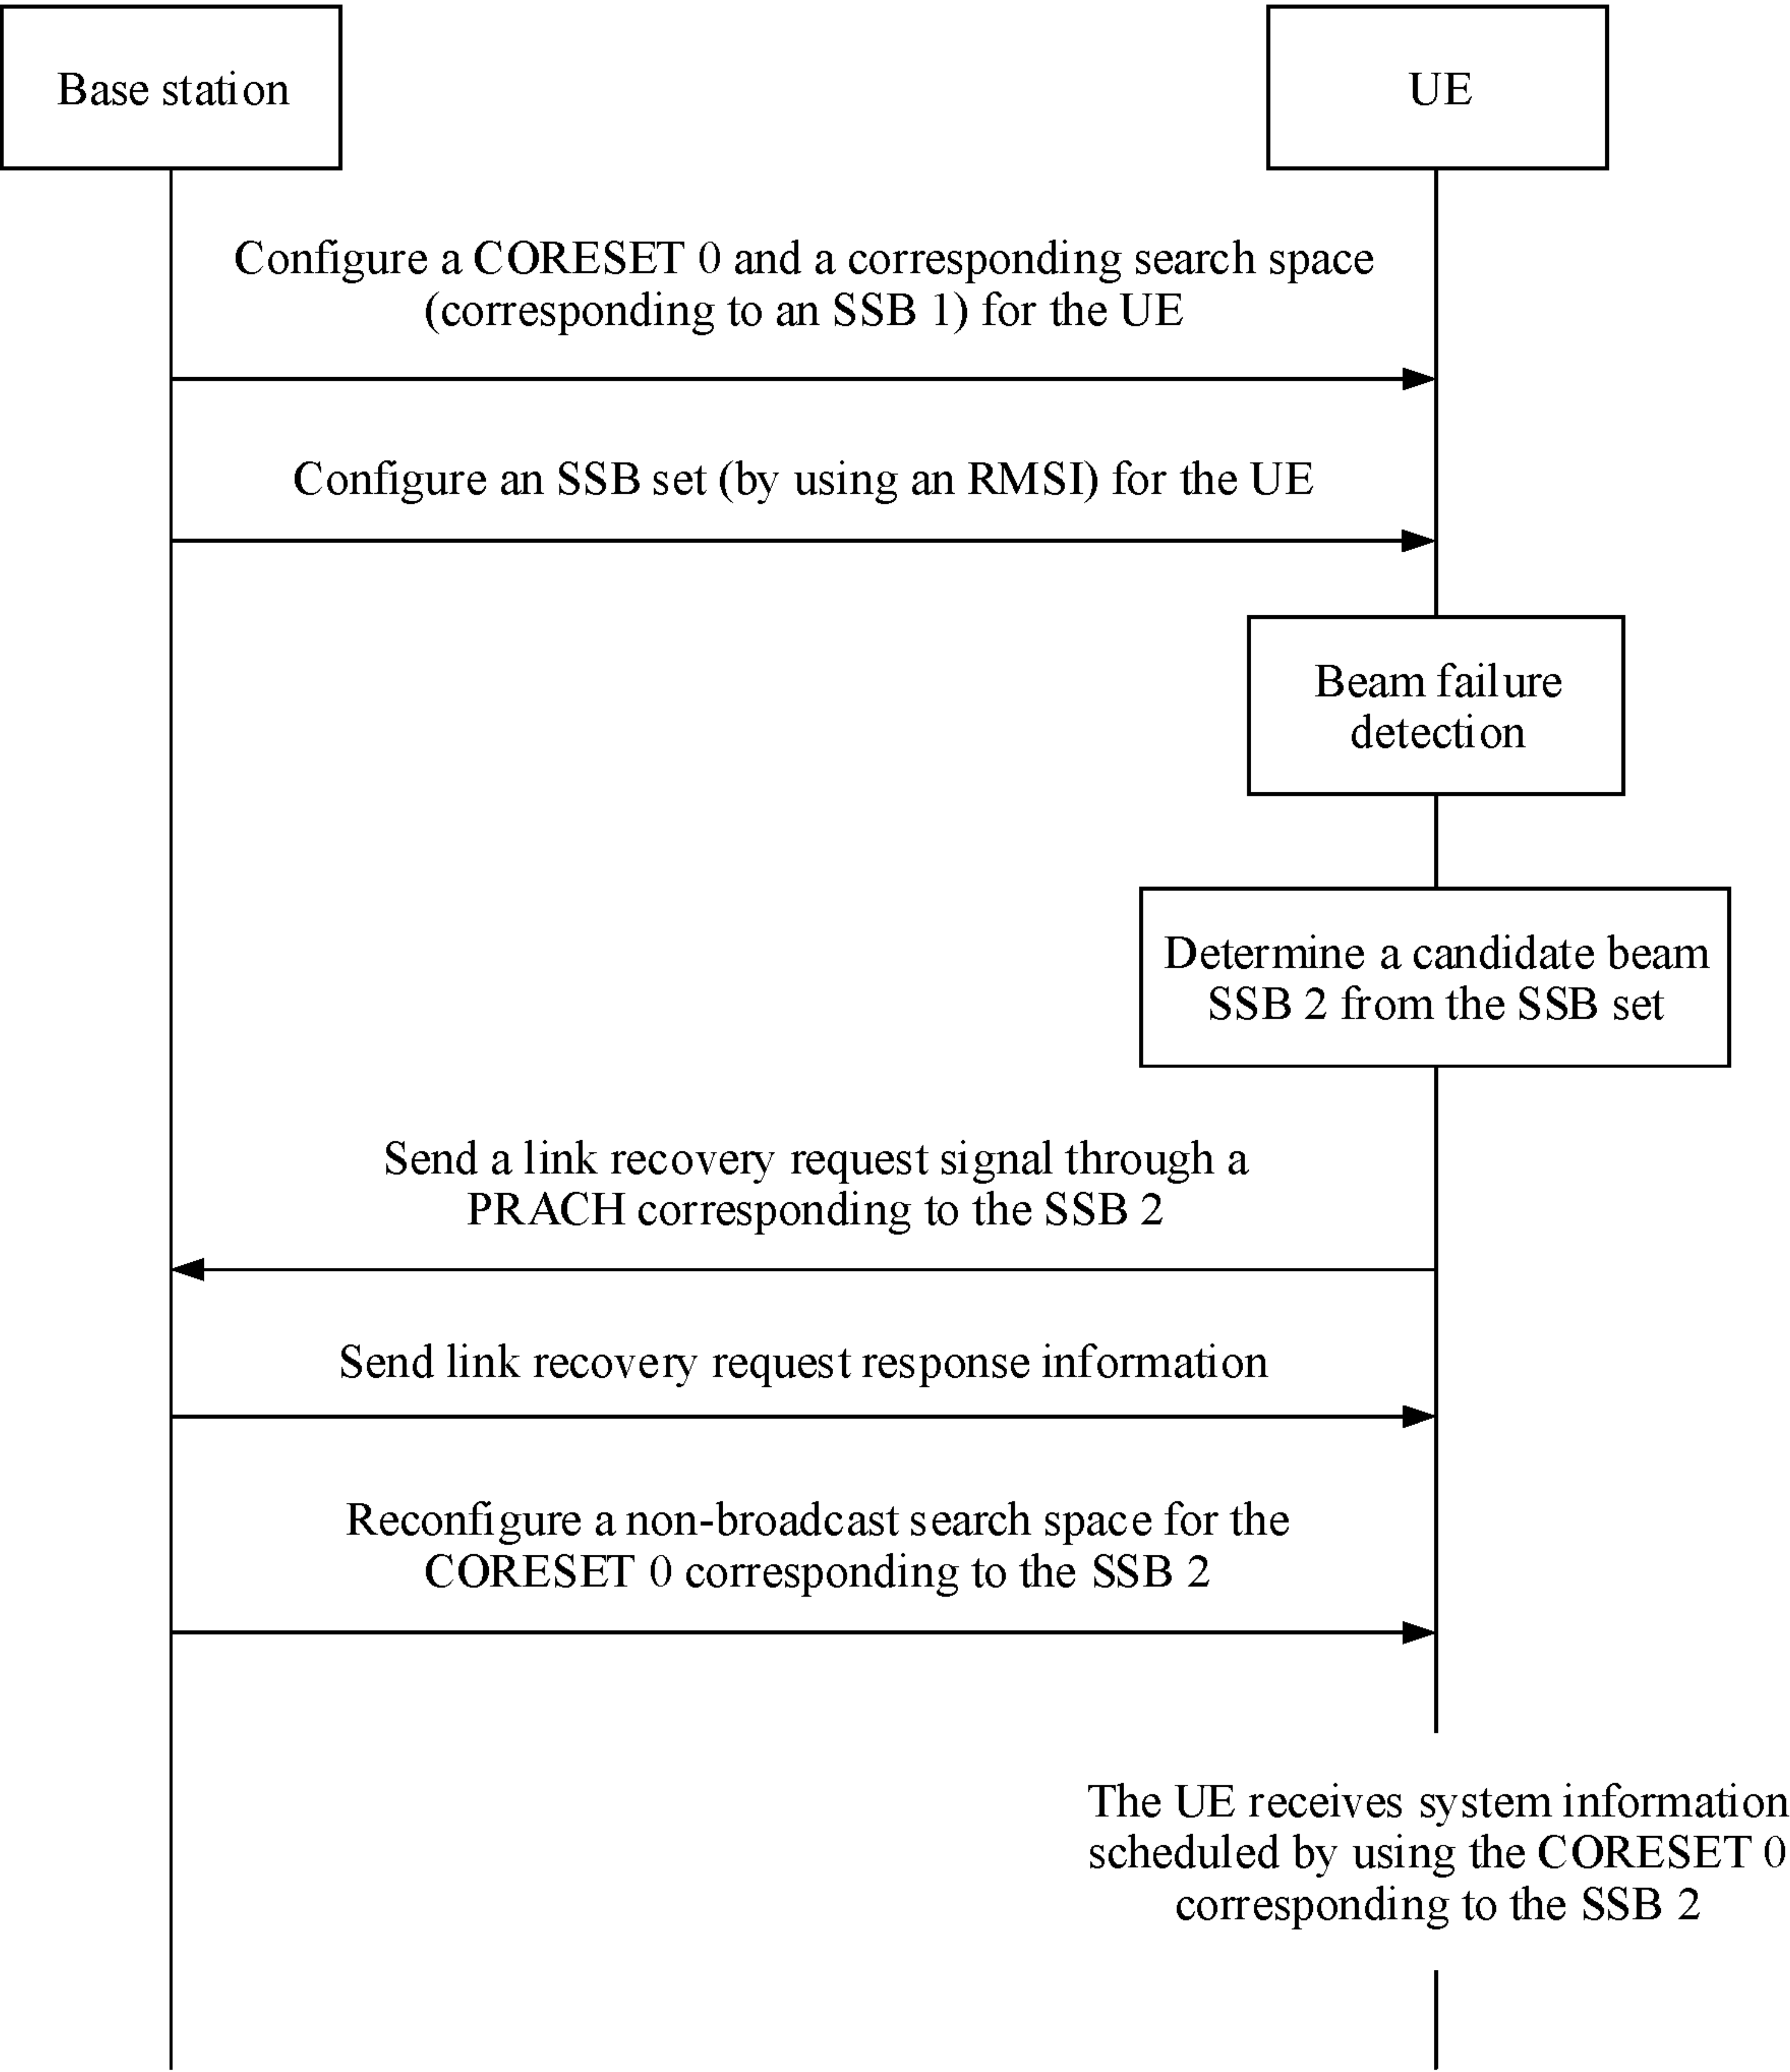 Base station
UE
Configure a CORESET 0 and a corresponding search space
(corresponding to an SSB 1) for the UE
Configure an SSB set (by using an RMSI) for the UE
Beam failure
detection
Determine a candidate beam
SSB 2 from the SSB set
Send a link recovery request signal through a
PRACH corresponding to the SSB 2
Send link recovery request response information
Reconfigure a non-broadcast search space for the
CORESET 0 corresponding to the SSB 2
The UE receives system information
scheduled by using the CORESET 0
corresponding to the SSB 2